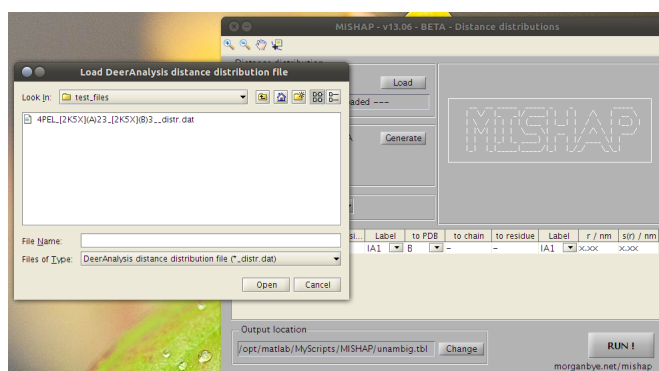 MISHAP - v13.06 - BETA - Distance distributions
Load DeerAnalysis distance distribution file
Look In: test_files
4PEL_[2K5X](A)23_[2K5X](B)3__distr.dat
File Name:
Files of Type: DeerAnalysis distance distribution file (*_distr.dat)
Open Cancel
Load
aded ---
Generate
MISHAP
Label to PDB to chain to residue Label r / nm s(r) / nm
IA1 B - - IA1 x.xx x.xx
Output location
/opt/matlab/MyScripts/MISHAP/unambig.tbl Change
RUN !
morganbye.net/mishap